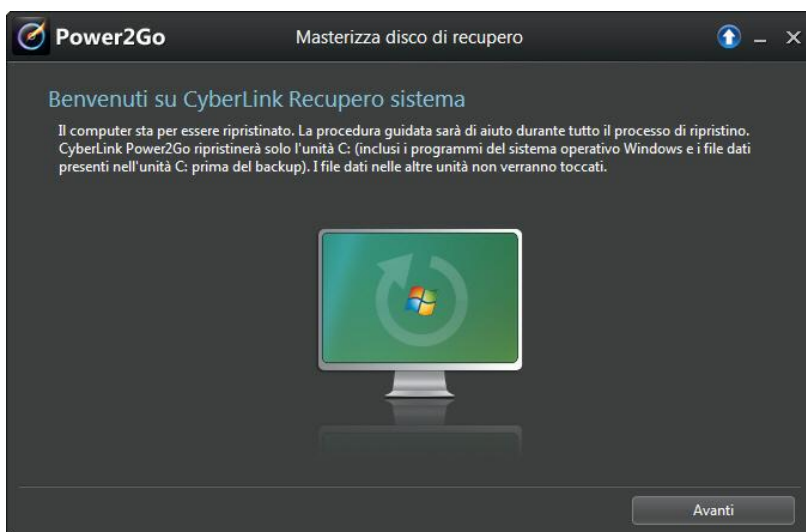 Power2Go Masterizza disco di recupero
Benvenuti su CyberLink Recupero sistema
Il computer sta per essere ripristinato. La procedura guidata sarà di aiuto durante tutto il processo di ripristino.
CyberLink Power2Go ripristinerà solo l'unità C: (inclusi i programmi del sistema operativo Windows e i file dati
presenti nell'unità C: prima del backup). I file dati nelle altre unità non verranno toccati.
Avanti